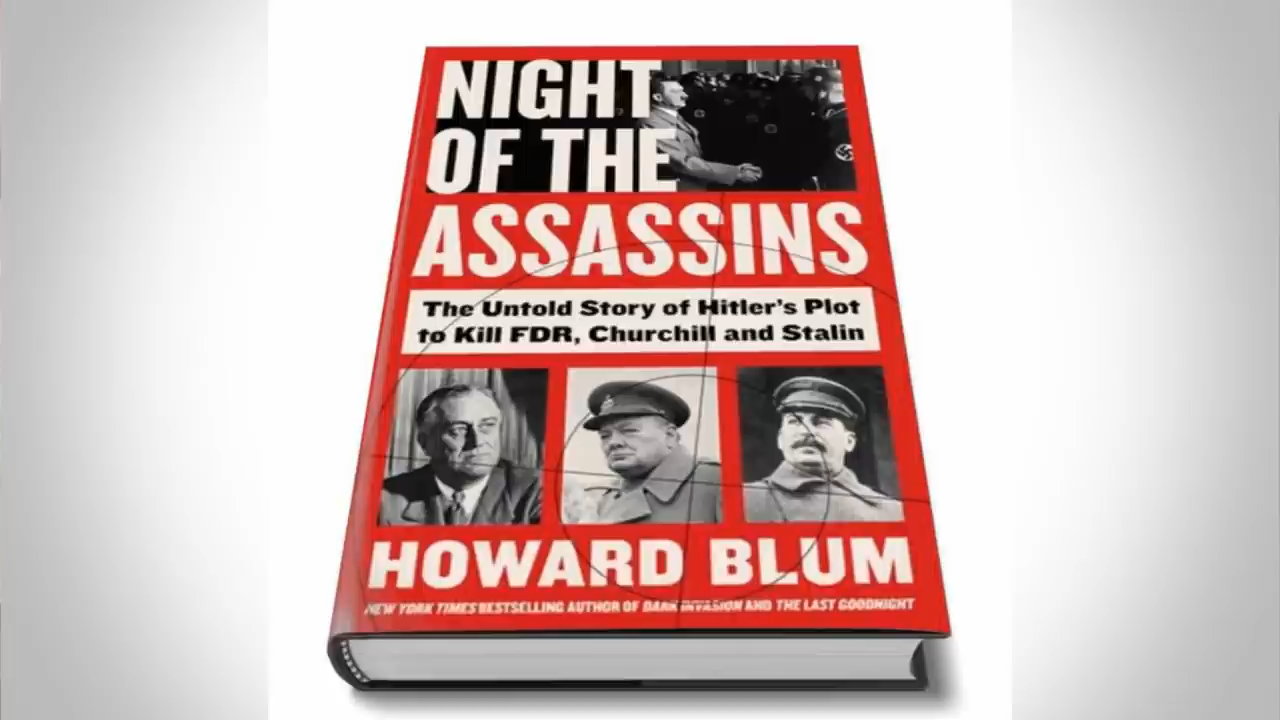 NIGHT
OF THE
ASSASSINS
The Untold Story of Hitler's Plot
to Kill FDR, Churchill and Stalin
HOWARD BLUM
NEW YORK TIMES BESTSELLING AUTHOR OF DARK INVASION AND THE LAST GOODNIGHT